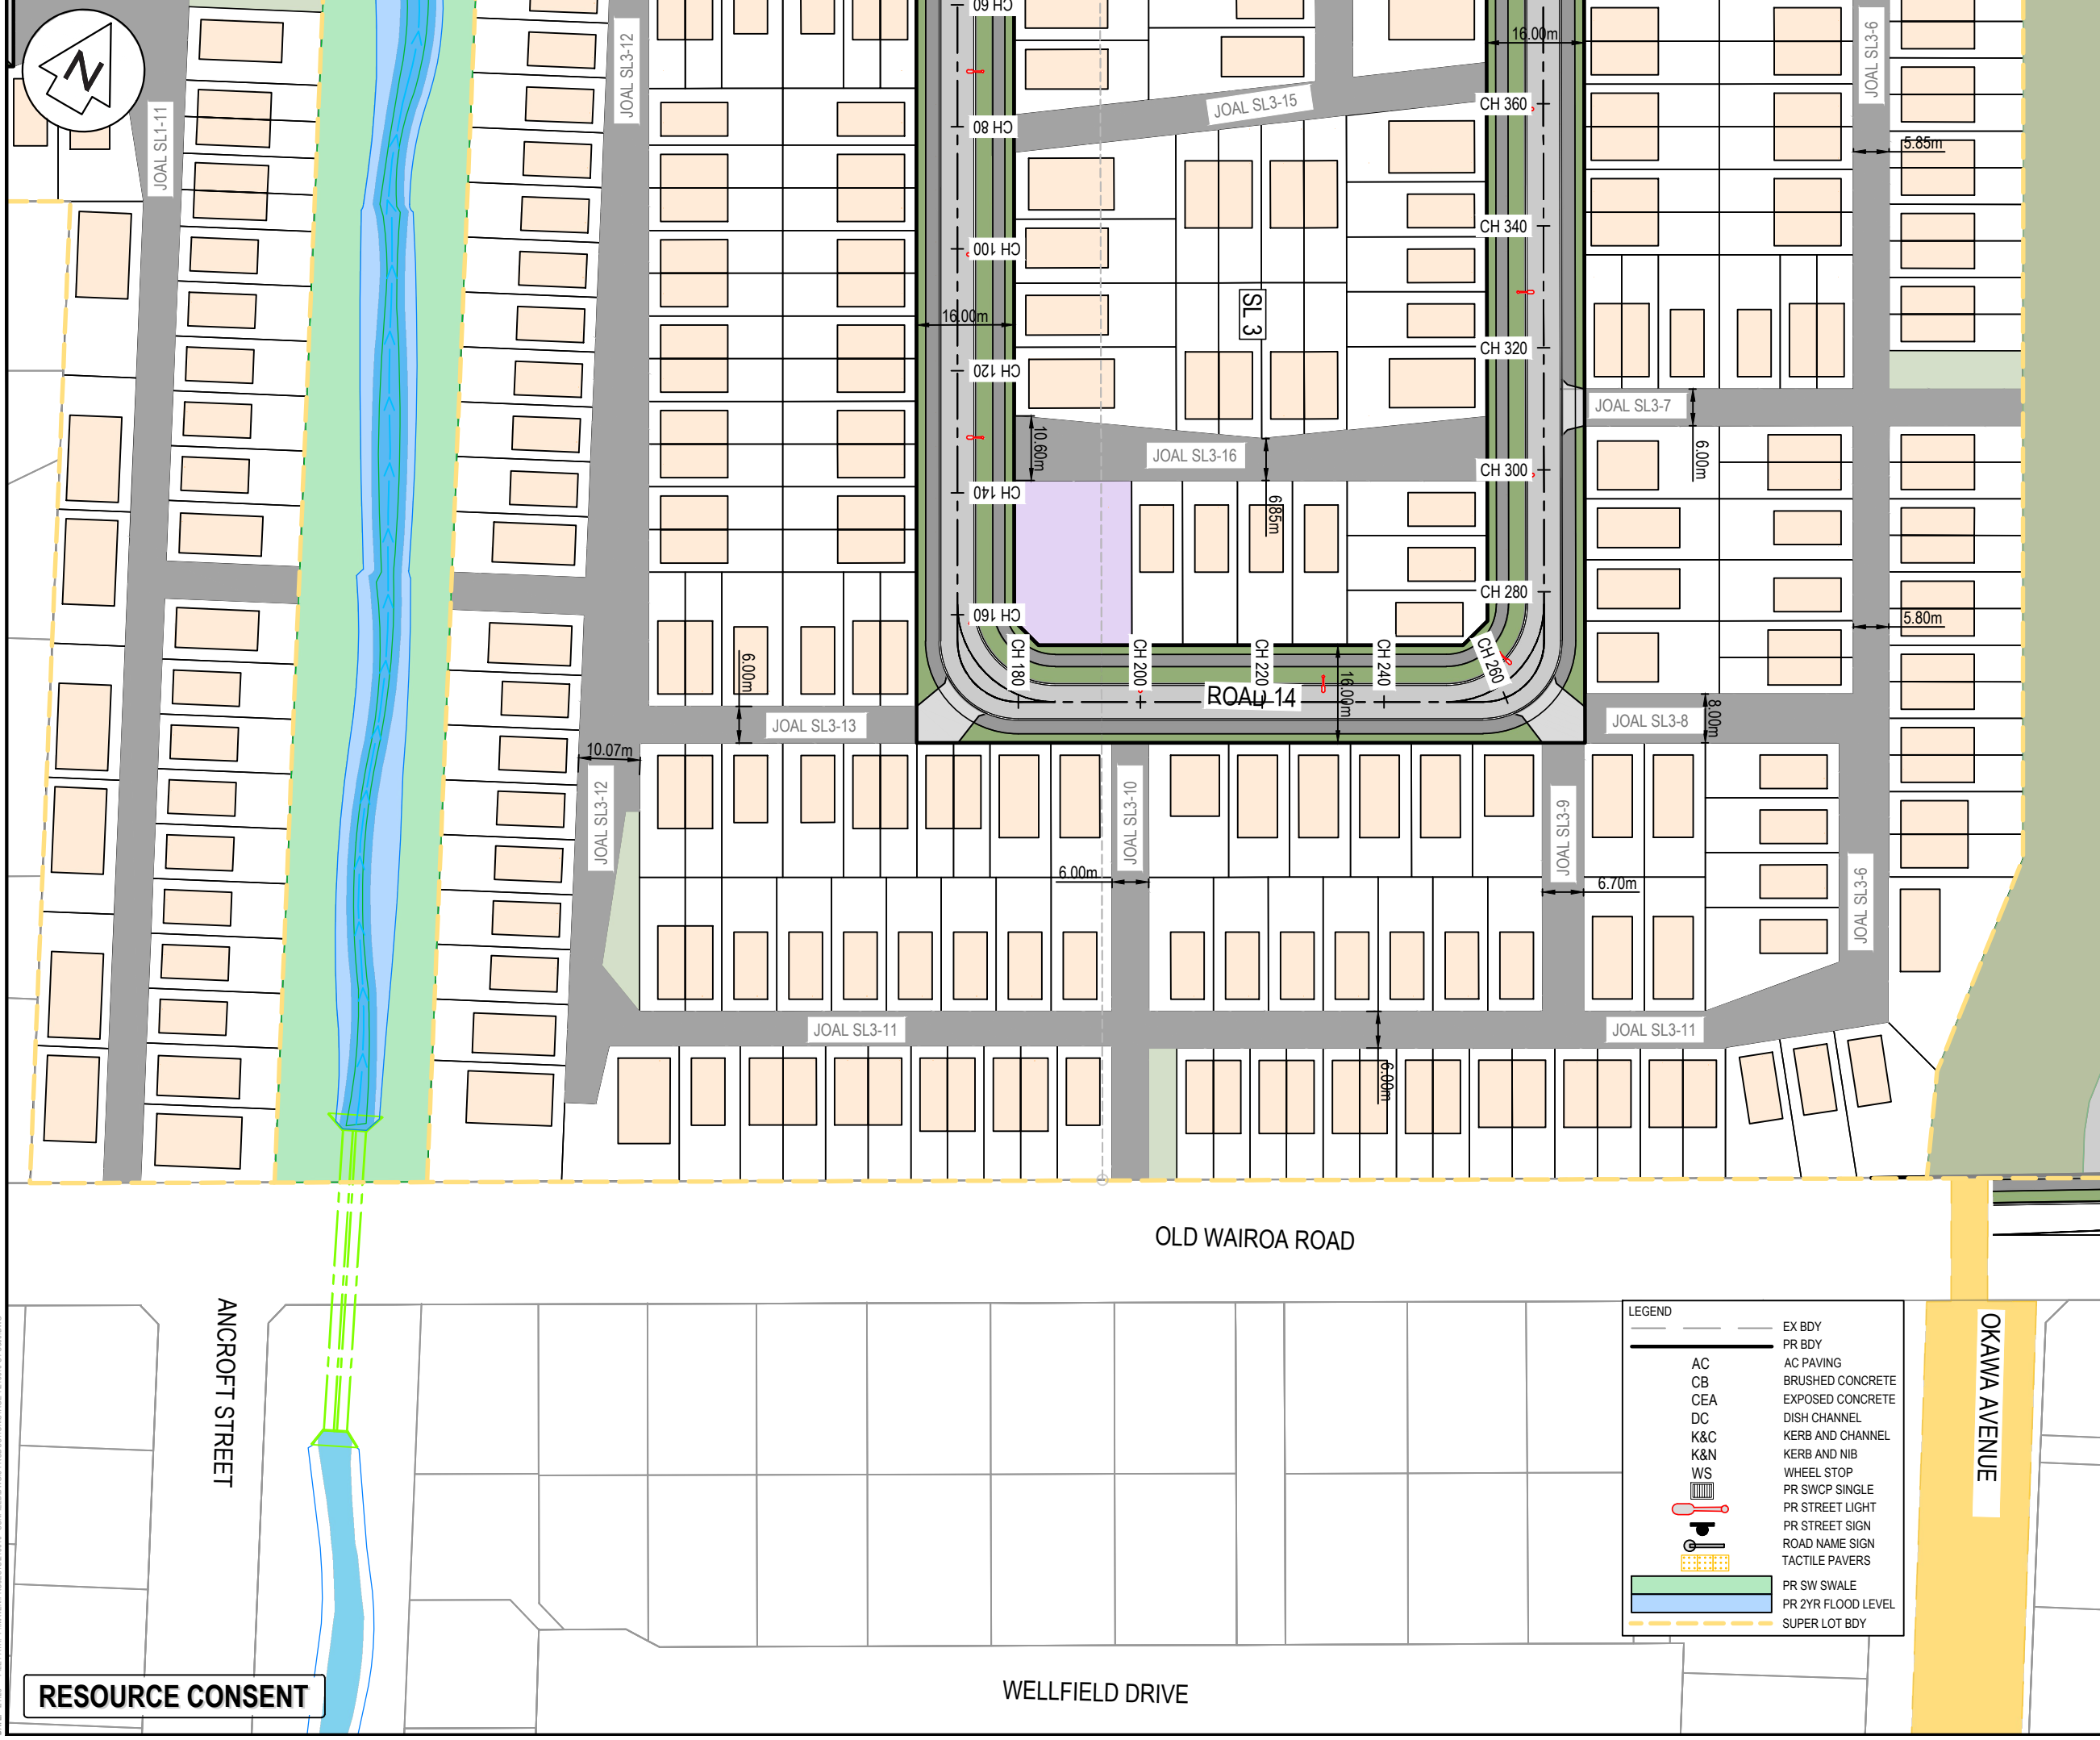 N
JOAL SL1-11
JOAL SL3-12
CH 60
16.00m
JOAL SL3-6
JOAL SL3-15
CH 360
CH 80
5.85m
CH 340
CH 100
SL 3
16.00m
CH 320
CH 120
JOAL SL3-7
10.60m
JOAL SL3-16
6.00m
CH 300
CH 140
6.85m
CH 280
CH 160
5.80m
CH 180
CH 200
CH 220
CH 240
CH 260
6.00m
ROAD 14
16.00m
JOAL SL3-13
JOAL SL3-8
8.00m
10.07m
JOAL SL3-12
JOAL SL3-10
JOAL SL3-9
6.00m
6.70m
JOAL SL3-6
JOAL SL3-11
JOAL SL3-11
6.00m
OLD WAIROA ROAD
ANCROFT STREET
OKAWA AVENUE
LEGEND
EX BDY
PR BDY
AC AC PAVING
CB BRUSHED CONCRETE
CEA EXPOSED CONCRETE
DC DISH CHANNEL
K&C KERB AND CHANNEL
K&N KERB AND NIB
WS WHEEL STOP
PR SWCP SINGLE
PR STREET LIGHT
PR STREET SIGN
ROAD NAME SIGN
TACTILE PAVERS
PR SW SWALE
PR 2YR FLOOD LEVEL
SUPER LOT BDY
RESOURCE CONSENT
WELLFIELD DRIVE